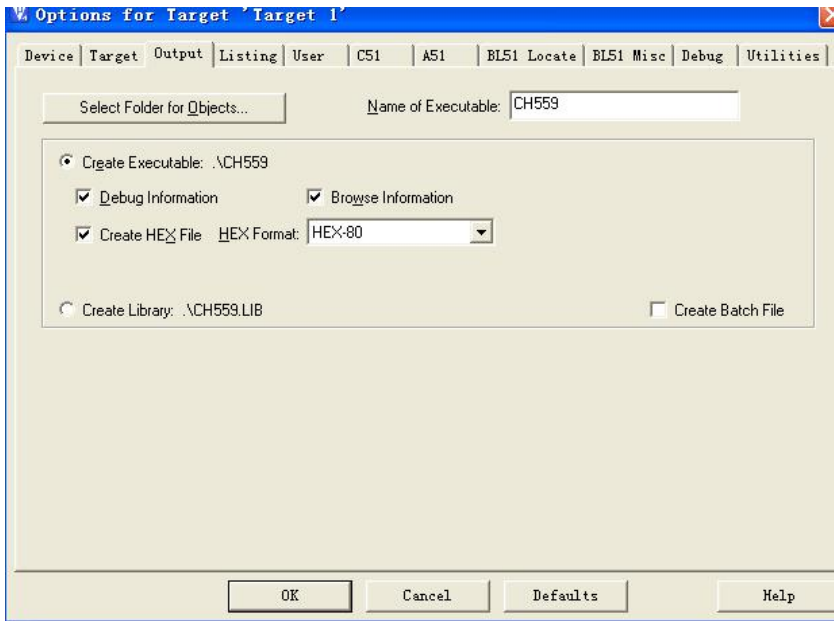 Options for Target 'Target 1'
Device Target Output Listing User C51 A51 BL51 Locate BL51 Misc Debug Utilities
Select Folder for Objects... Name of Executable: CH559
Create Executable: .\CH559
Debug Information Browse Information
Create HEX File HEX Format: HEX-80
Create Library: .\CH559.LIB Create Batch File
OK Cancel Defaults Help